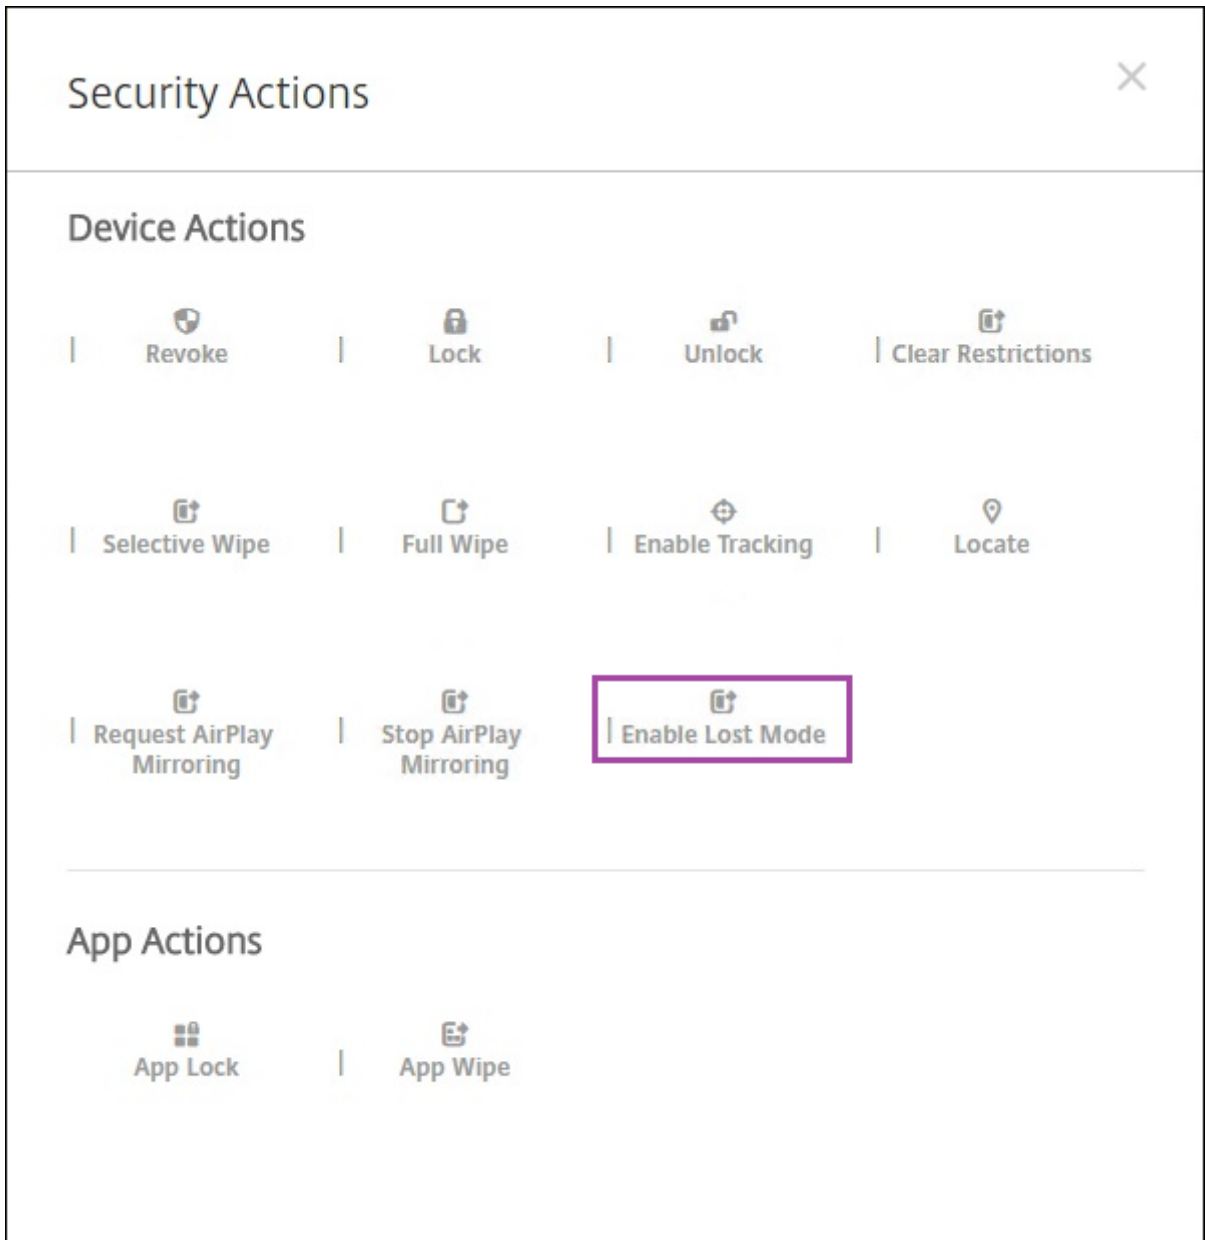 Security Actions
Device Actions
Revoke
Lock
Unlock
Clear Restrictions
Selective Wipe
Full Wipe
Enable Tracking
Locate
Request AirPlay
Mirroring
Stop AirPlay
Mirroring
Enable Lost Mode
App Actions
App Lock
App Wipe